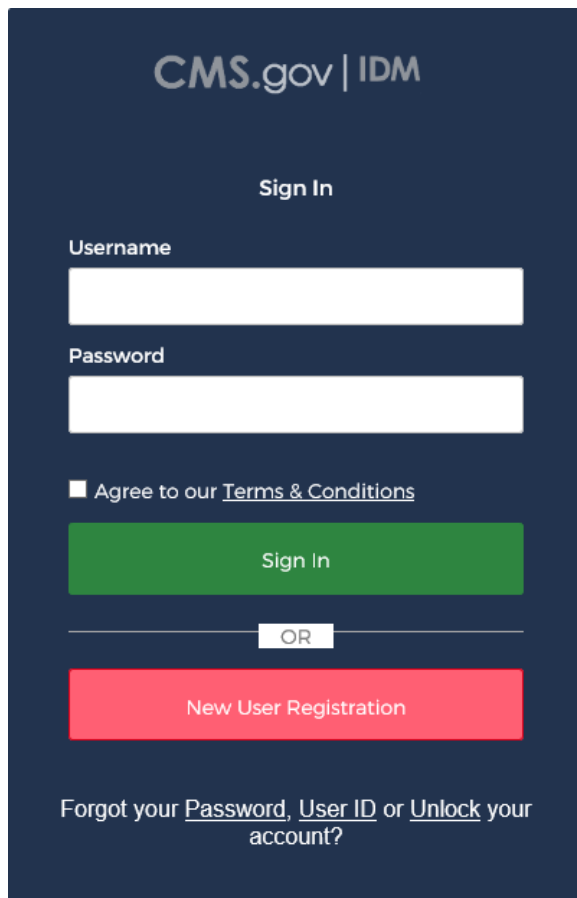 CMS.gov | IDM
Sign In
Username
Password
Agree to our Terms & Conditions
Sign In
OR
New User Registration
Forgot your Password, User ID or Unlock your
account?